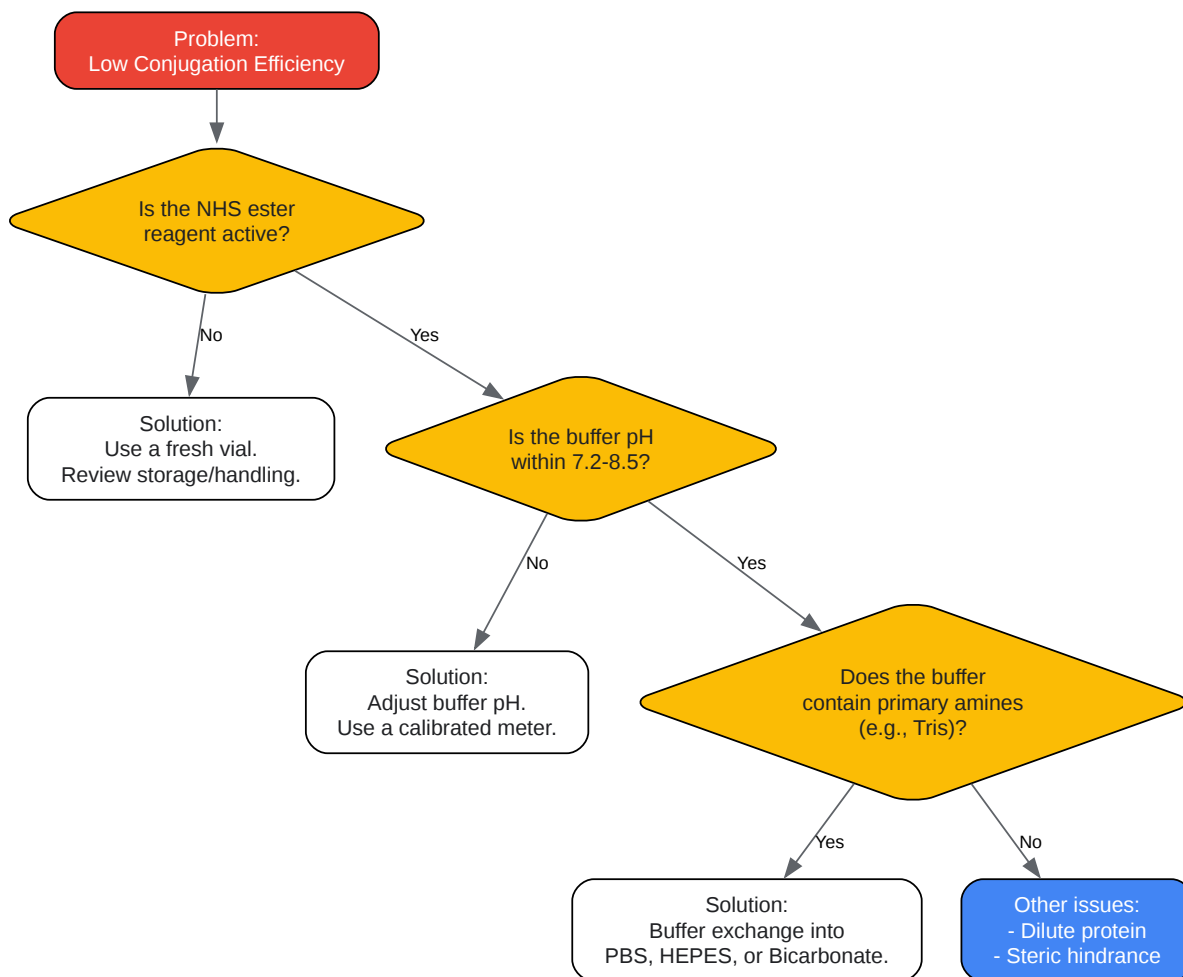 Problem:
Low Conjugation Efficiency
Is the NHS ester
reagent active?
No
Yes
Solution:
Use a fresh vial.
Review storage/handling.
Is the buffer pH
within 7.2-8.5?
No
Yes
Solution:
Adjust buffer pH.
Use a calibrated meter.
Does the buffer
contain primary amines
(e.g., Tris)?
Yes
No
Solution:
Buffer exchange into
PBS, HEPES, or Bicarbonate.
Other issues:
- Dilute protein
- Steric hindrance